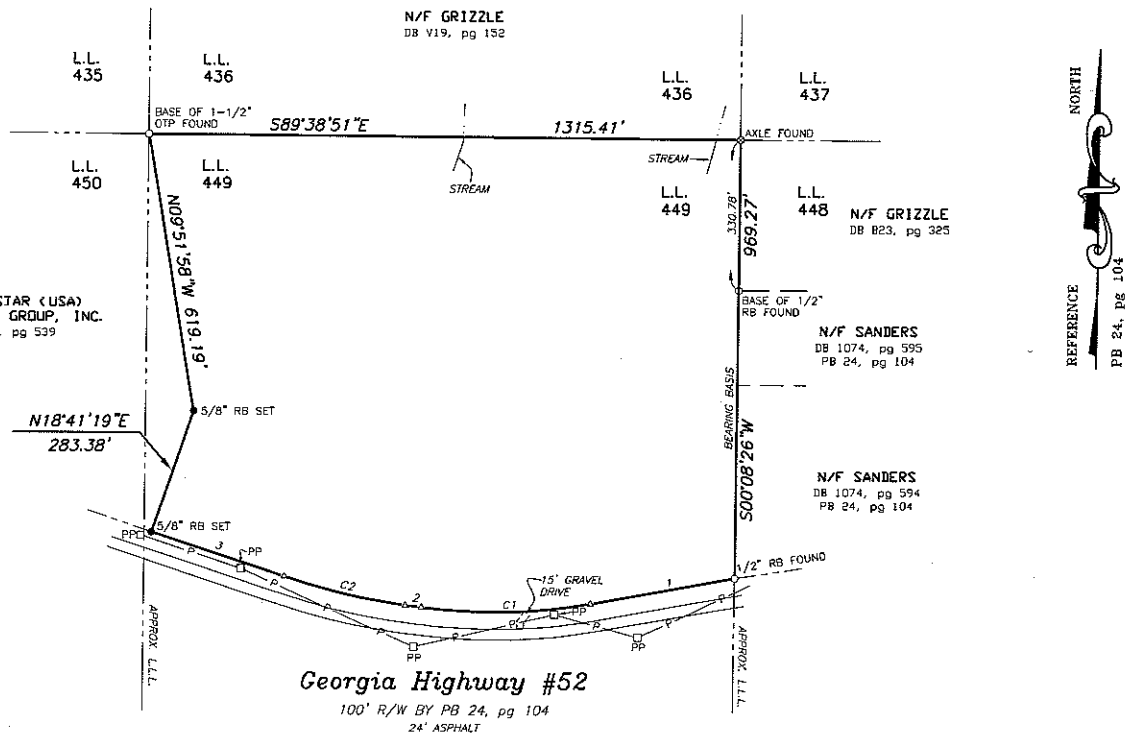 N/F GRIZZLE
DB V19, pg 152
L.L.
435
L.L.
436
L.L.
436
L.L.
437
BASE OF 1-1/2"
OTP FOUND
S89°38'51"E
1315.41'
AXLE FOUND
STREAM
STREAM
L.L.
450
L.L.
449
L.L.
449
L.L.
448
N/F GRIZZLE
DB B23, pg 325
330.78'
969.27'
N09°51'58"W 619.19'
STAR (USA)
GROUP, INC.
pg 539
BASE OF 1/2"
RB FOUND
N/F SANDERS
DB 1074, pg 595
PB 24, pg 104
BEARING BASIS
S00°08'26"W
5/8" RB SET
N18°41'19"E
283.38'
N/F SANDERS
DB 1074, pg 594
PB 24, pg 104
5/8" RB SET
PP
P
3
PP
P
C2
P
2
C1
15' GRAVEL
DRIVE
1
1/2" RB FOUND
P
P
P
PP
P
P
PP
PP
APPROX. L.L.L.
APPROX. L.L.L.
Georgia Highway #52
100' R/W BY PB 24, pg 104
24' ASPHALT
NORTH
REFERENCE
PB 24, pg 104